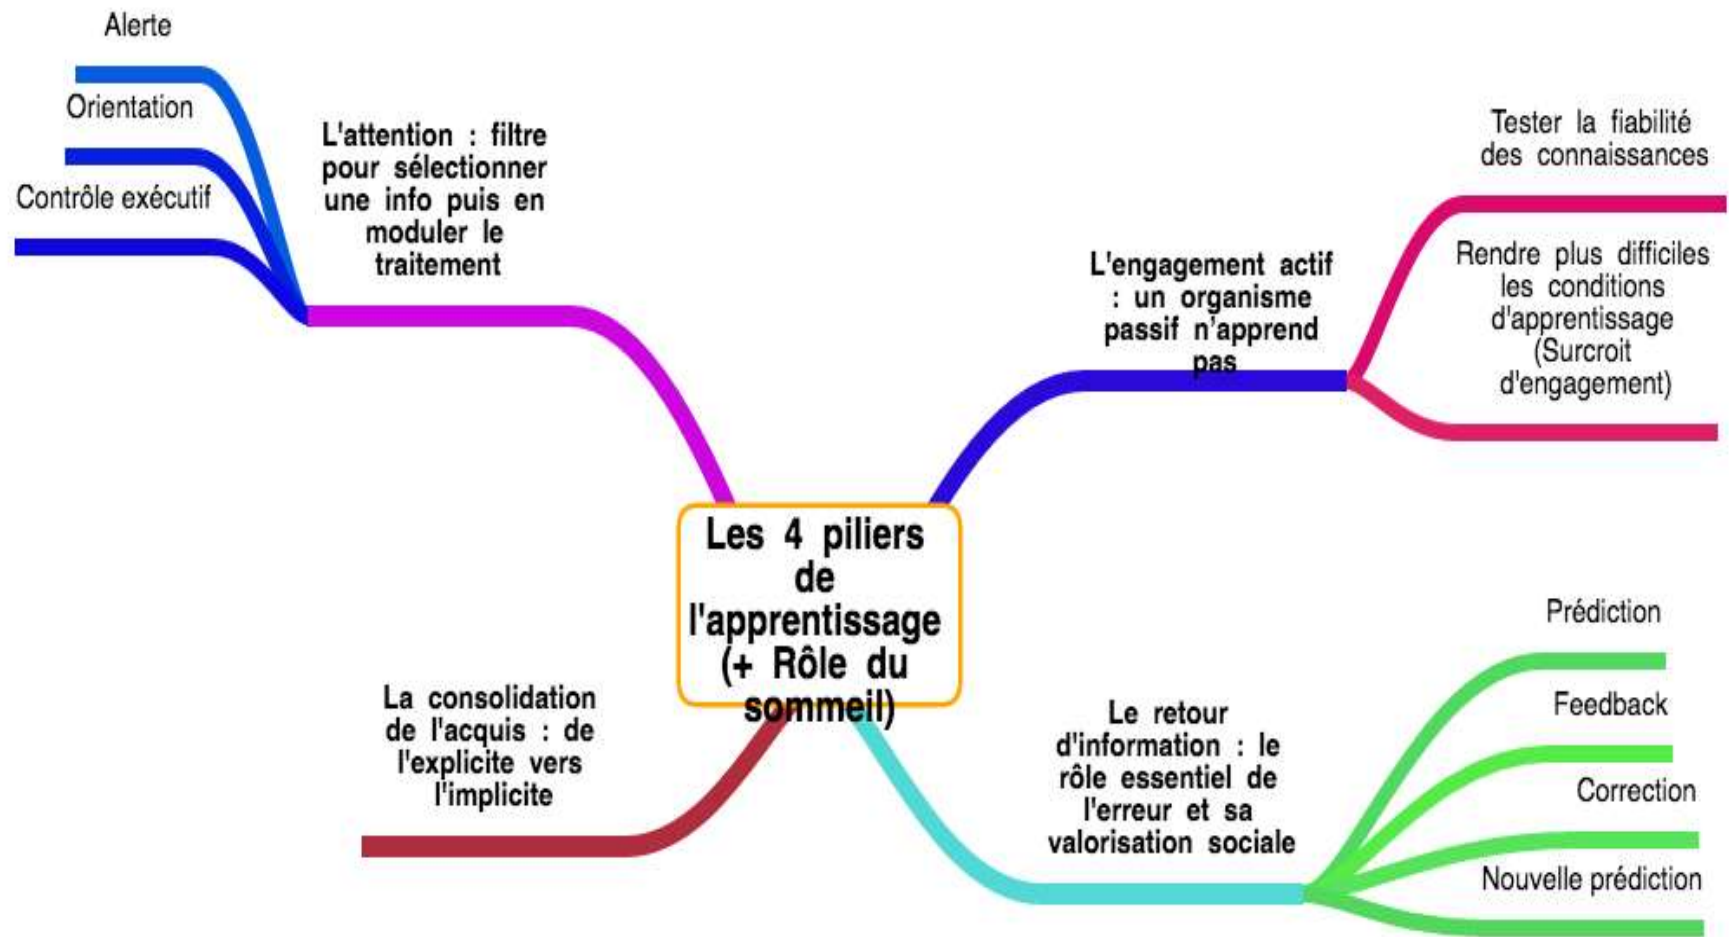 Alerte
Orientation
Contrôle exécutif
L'attention : filtre
pour sélectionner
une info puis en
moduler le
traitement
L'engagement actif
: un organisme
passif n'apprend
pas
Tester la fiabilité
des connaissances
Rendre plus difficiles
les conditions
d'apprentissage
(Surcroit
d'engagement)
Les 4 piliers
de
l'apprentissage
(+ Rôle du
sommeil)
La consolidation
de l'acquis : de
l'explicite vers
l'implicite
Le retour
d'information : le
rôle essentiel de
l'erreur et sa
valorisation sociale
Prédiction
Feedback
Correction
Nouvelle prédiction